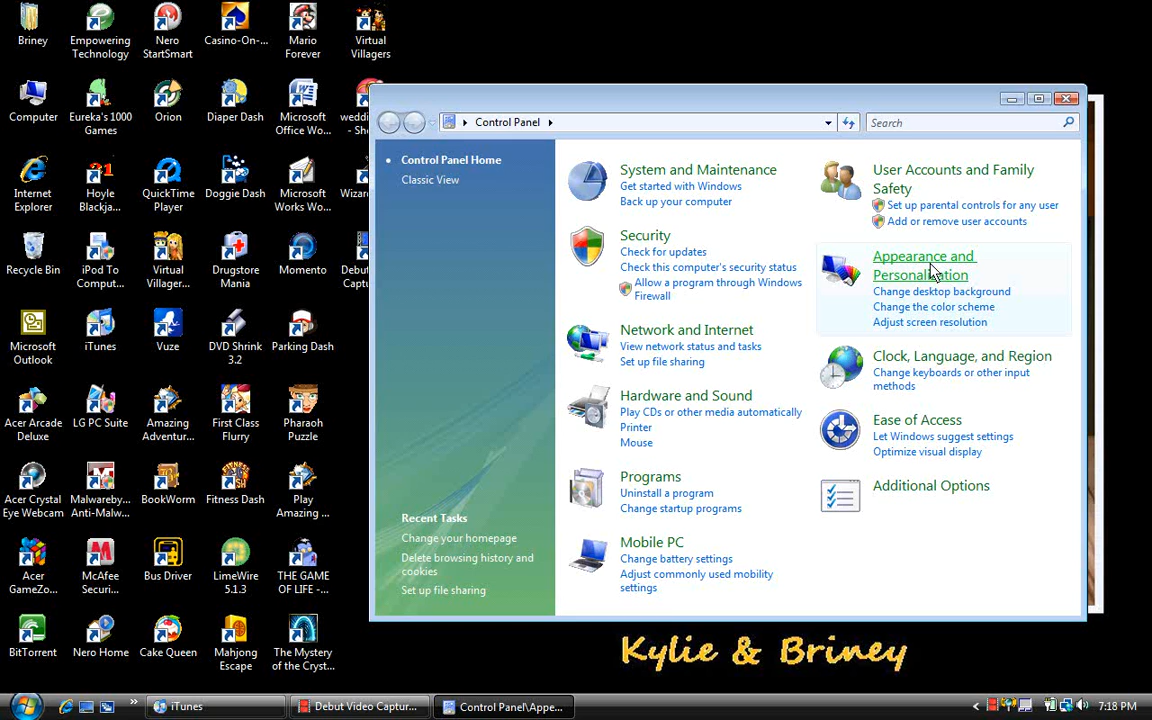 Briney
Empowering
Technology
Nero
StartSmart
Casino-On-...
Mario
Forever
Virtual
Villagers
Computer
Eureka's 1000
Games
Orion
Diaper Dash
Microsoft
Office Wo...
wedd
- Sho
Internet
Explorer
Hoyle
Blackja...
QuickTime
Player
Doggie Dash
Microsoft
Works Wo...
Wizar
Recycle Bin
iPod To
Comput...
Virtual
Villager...
Drugstore
Mania
Momento
Debut
Captu
Microsoft
Outlook
iTunes
Vuze
DVD Shrink
3.2
Parking Dash
Acer Arcade
Deluxe
LG PC Suite
Amazing
Adventur...
First Class
Flurry
Pharaoh
Puzzle
Acer Crystal
Eye Webcam
Malwareby...
Anti-Malw...
BookWorm
Fitness Dash
Play
Amazing ...
Acer
GameZo...
McAfee
Securi...
Bus Driver
LimeWire
5.1.3
THE GAME
OF LIFE -...
BitTorrent
Nero Home
Cake Queen
Mahjong
Escape
The Mystery
of the Cryst...
Control Panel
Search
Control Panel Home
Classic View
Recent Tasks
Change your homepage
Delete browsing history and
cookies
Set up file sharing
System and Maintenance
Get started with Windows
Back up your computer
Security
Check for updates
Check this computer's security status
Allow a program through Windows
Firewall
Network and Internet
View network status and tasks
Set up file sharing
Hardware and Sound
Play CDs or other media automatically
Printer
Mouse
Programs
Uninstall a program
Change startup programs
Mobile PC
Change battery settings
Adjust commonly used mobility
settings
User Accounts and Family
Safety
Set up parental controls for any user
Add or remove user accounts
Appearance and
Personalization
Change desktop background
Change the color scheme
Adjust screen resolution
Clock, Language, and Region
Change keyboards or other input
methods
Ease of Access
Let Windows suggest settings
Optimize visual display
Additional Options
Kylie & Briney
iTunes
Debut Video Captur...
Control Panel\Appe...
7:18 PM